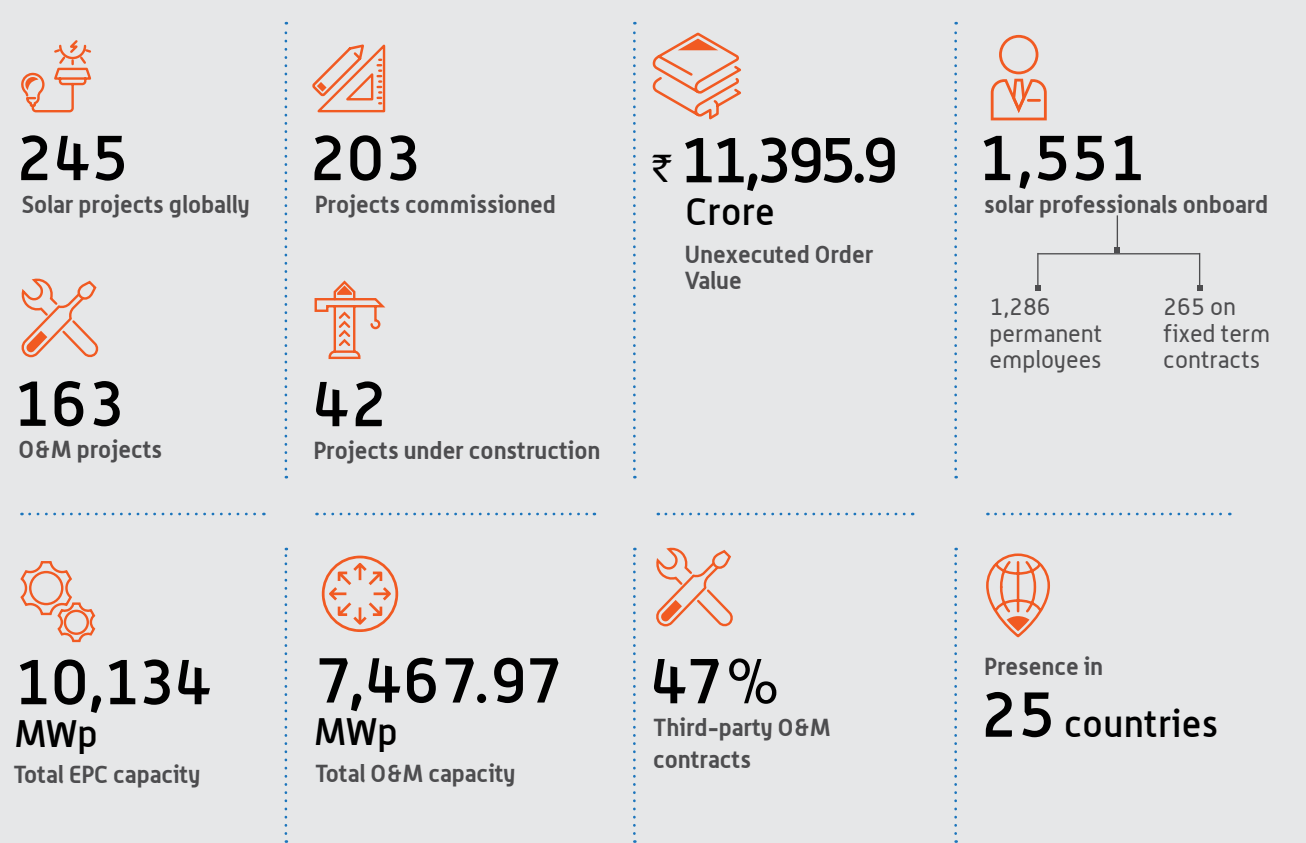 245
Solar projects globally
163
O&M projects
203
Projects commissioned
42
Projects under construction
₹ 11,395.9
Crore
Unexecuted Order
Value
1,551
solar professionals onboard
1,286
permanent
employees
265 on
fixed term
contracts
10,134
MWp
Total EPC capacity
7,467.97
MWp
Total O&M capacity
47%
Third-party O&M
contracts
Presence in
25 countries